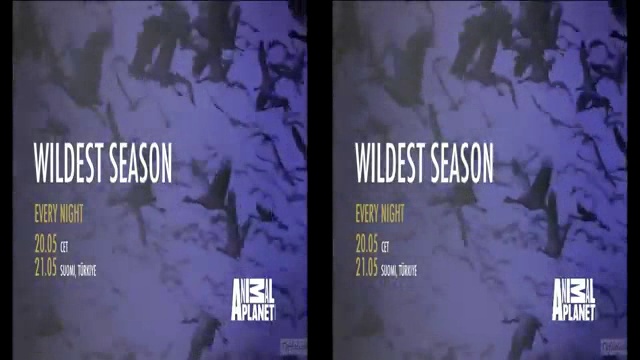 WILDEST SEASON
EVERY NIGHT
20.05 CET
21.05 SUOMI, TÜRKIYE
ANIMAL
PLANET
WILDEST SEASON
EVERY NIGHT
20.05 CET
21.05 SUOMI, TÜRKIYE
ANIMAL
PLANET